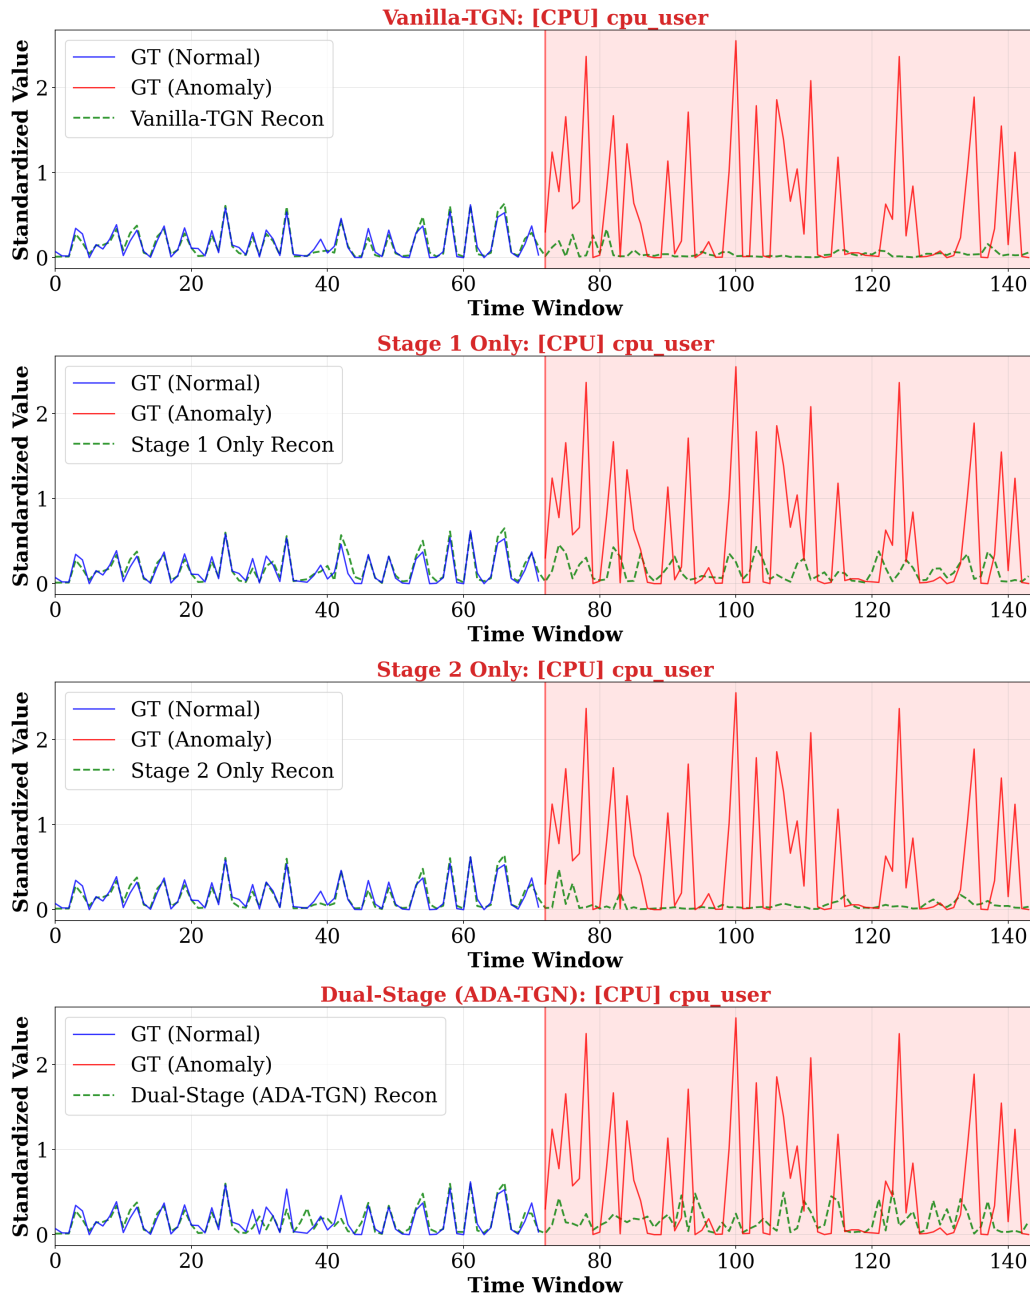 Vanilla-TGN: [CPU] cpu_user
GT (Normal)
GT (Anomaly)
Vanilla-TGN Recon
Standardized Value
2
1
0
0 20 40 60 80 100 120 140
Time Window
Stage 1 Only: [CPU] cpu_user
GT (Normal)
GT (Anomaly)
Stage 1 Only Recon
Standardized Value
2
1
0
0 20 40 60 80 100 120 140
Time Window
Stage 2 Only: [CPU] cpu_user
GT (Normal)
GT (Anomaly)
Stage 2 Only Recon
Standardized Value
2
1
0
0 20 40 60 80 100 120 140
Time Window
Dual-Stage (ADA-TGN): [CPU] cpu_user
GT (Normal)
GT (Anomaly)
Dual-Stage (ADA-TGN) Recon
Standardized Value
2
1
0
0 20 40 60 80 100 120 140
Time Window